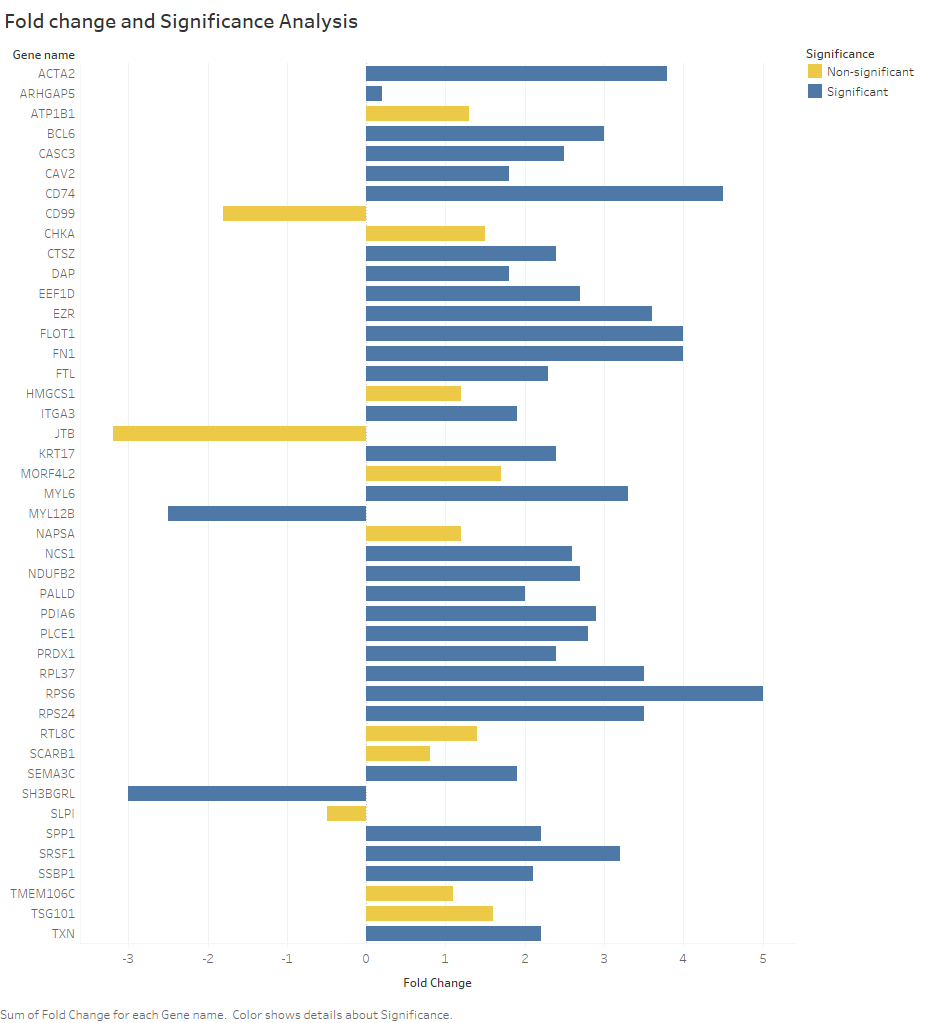 Fold change and Significance Analysis
Gene name
Significance
Non-significant
Significant
ACTA2
ARHGAP5
ATP1B1
BCL6
CASC3
CAV2
CD74
CD99
CHKA
CTSZ
DAP
EEF1D
EZR
FLOT1
FN1
FTL
HMGCS1
ITGA3
JTB
KRT17
MORF4L2
MYL6
MYL12B
NAPSA
NCS1
NDUFB2
PALLD
PDIA6
PLCE1
PRDX1
RPL37
RPS6
RPS24
RTL8C
SCARB1
SEMA3C
SH3BGRL
SLPI
SPP1
SRSF1
SSBP1
TMEM106C
TSG101
TXN
-3 -2 -1 0 1 2 3 4 5
Fold Change
Sum of Fold Change for each Gene name. Color shows details about Significance.